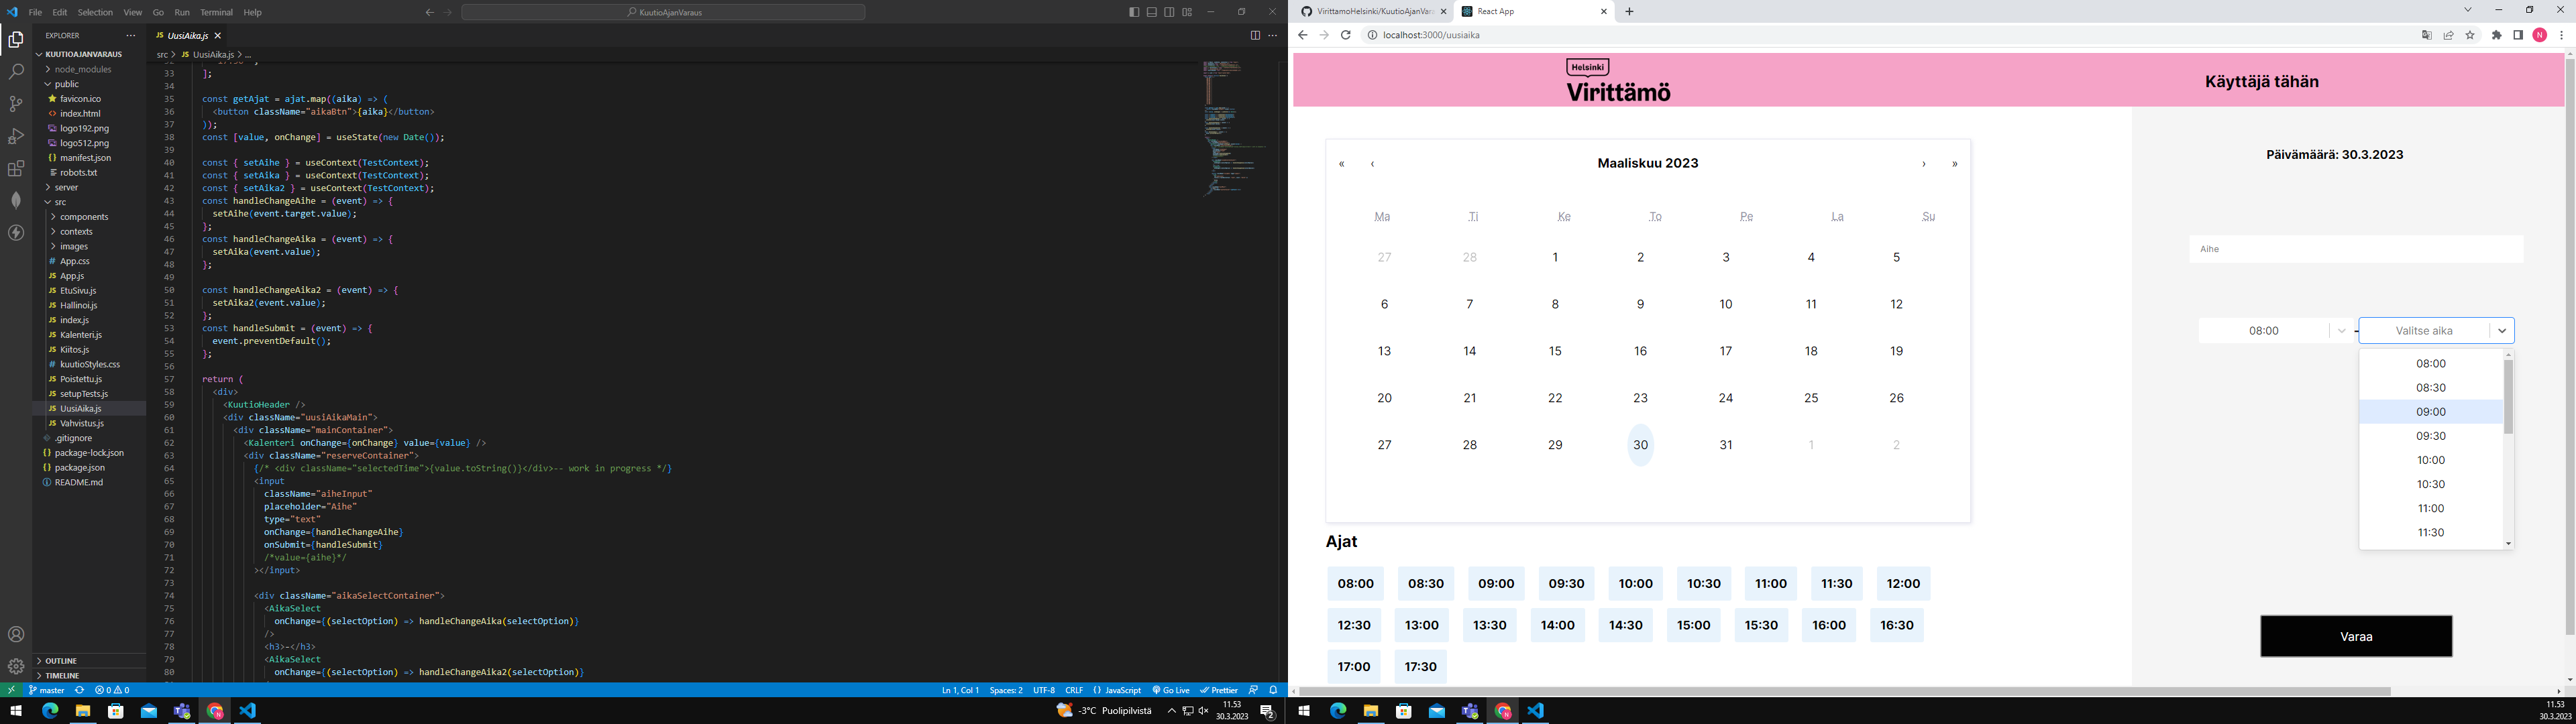 File Edit Selection View Go Run Terminal Help
KuutioAjanVaraus
EXPLORER
KUUTIOAJANVARAUS
node_modules
public
favicon.ico
index.html
logo192.png
logo512.png
manifest.json
robots.txt
server
src
components
contexts
images
App.css
App.js
EtuSivu.js
Hallinoi.js
index.js
Kalenteri.js
Kiitos.js
kuutioStyles.css
Poistettu.js
setupTests.js
UusiAika.js
Vahvistus.js
.gitignore
package-lock.json
package.json
README.md
OUTLINE
TIMELINE
UusiAika.js
src > UusiAika.js > ...
33 ];
34
35 const getAjat = ajat.map((aika) => (
36 <button className="aikaBtn">{aika}</button>
37 ));
38 const [value, onChange] = useState(new Date());
39
40 const { setAihe } = useContext(TestContext);
41 const { setAika } = useContext(TestContext);
42 const { setAika2 } = useContext(TestContext);
43 const handleChangeAihe = (event) => {
44 setAihe(event.target.value);
45 };
46 const handleChangeAika = (event) => {
47 setAika(event.value);
48 };
49
50 const handleChangeAika2 = (event) => {
51 setAika2(event.value);
52 };
53 const handleSubmit = (event) => {
54 event.preventDefault();
55 };
56
57 return (
58 <div>
59 <KuutioHeader />
60 <div className="uusiAikaMain">
61 <div className="mainContainer">
62 <Kalenteri onChange={onChange} value={value} />
63 <div className="reserveContainer">
64 {/* <div className="selectedTime">{value.toString()}</div>-- work in progress */}
65 <input
66 className="aiheInput"
67 placeholder="Aihe"
68 type="text"
69 onChange={handleChangeAihe}
70 onSubmit={handleSubmit}
71 /*value={aihe}*/
72 ></input>
73
74 <div className="aikaSelectContainer">
75 <AikaSelect
76 onChange={(selectOption) => handleChangeAika(selectOption)}
77 />
78 <h3>-</h3>
79 <AikaSelect
80 onChange={(selectOption) => handleChangeAika2(selectOption)}
master 0 0
Ln 1, Col 1 Spaces: 2 UTF-8 CRLF {} JavaScript Go Live Prettier
-3°C Puolipilvistä
11.53
30.3.2023
2
VirittamoHelsinki/KuutioAjanVar
React App
localhost:3000/uusiaika
N
Helsinki
Virittämö
Käyttäjä tähän
« ‹ Maaliskuu 2023 › »
Ma Ti Ke To Pe La Su
27 28 1 2 3 4 5
6 7 8 9 10 11 12
13 14 15 16 17 18 19
20 21 22 23 24 25 26
27 28 29 30 31 1 2
Ajat
08:00 08:30 09:00 09:30 10:00 10:30 11:00 11:30 12:00
12:30 13:00 13:30 14:00 14:30 15:00 15:30 16:00 16:30
17:00 17:30
Päivämäärä: 30.3.2023
Aihe
08:00 - Valitse aika
08:00
08:30
09:00
09:30
10:00
10:30
11:00
11:30
Varaa
11.53
30.3.2023